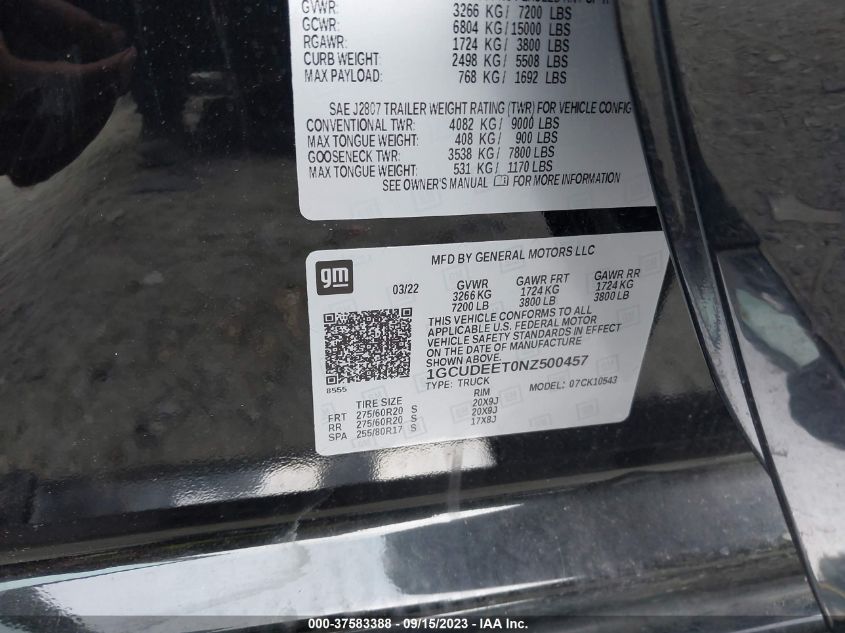 GVWR: 3266 KG/ 7200 LBS
GCWR: 6804 KG/15000 LBS
RGAWR: 1724 KG/ 3800 LBS
CURB WEIGHT: 2498 KG/ 5508 LBS
MAX PAYLOAD: 768 KG/ 1692 LBS
SAE J2807 TRAILER WEIGHT RATING (TWR) FOR VEHICLE CONFIG
CONVENTIONAL TWR: 4082 KG/ 9000 LBS
MAX TONGUE WEIGHT: 408 KG/ 900 LBS
GOOSENECK TWR: 3538 KG/ 7800 LBS
MAX TONGUE WEIGHT: 531 KG/ 1170 LBS
SEE OWNER'S MANUAL FOR MORE INFORMATION
gm
MFD BY GENERAL MOTORS LLC
03/22 GVWR GAWR FRT GAWR RR
3266 KG 1724 KG 1724 KG
7200 LB 3800 LB 3800 LB
THIS VEHICLE CONFORMS TO ALL
APPLICABLE U.S. FEDERAL MOTOR
VEHICLE SAFETY STANDARDS IN EFFECT
ON THE DATE OF MANUFACTURE
SHOWN ABOVE.
1GCUDEET0NZ500457
8555 TYPE: TRUCK MODEL: 07CK10543
TIRE SIZE RIM
FRT 275/60R20 S 20X9J
RR 275/60R20 S 20X9J
SPA 255/80R17 S 17X8J
000-37583388 - 09/15/2023 - IAA Inc.